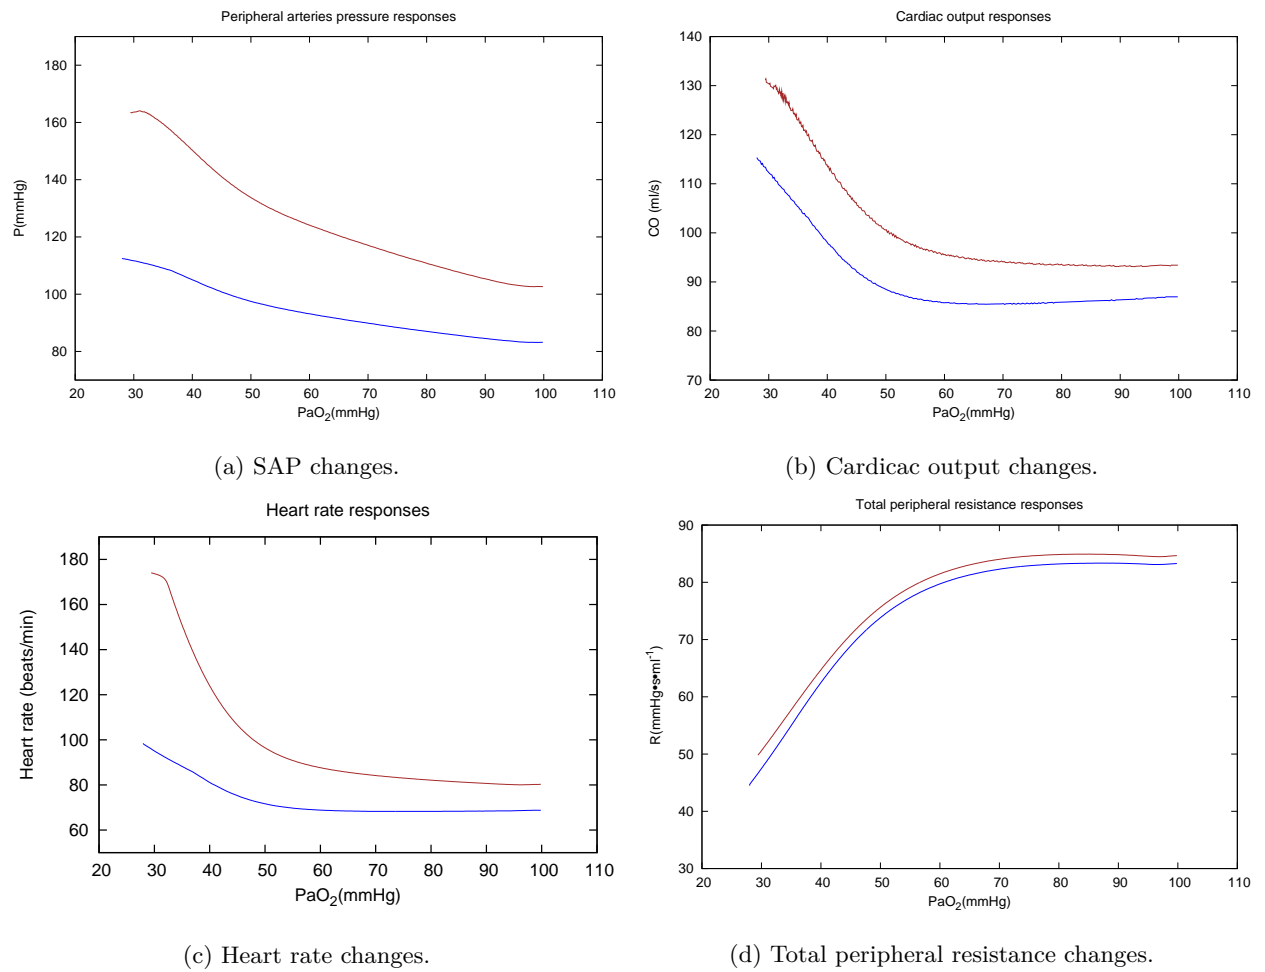 Peripheral arteries pressure responses
P(mmHg)
180
160
140
120
100
80
20 30 40 50 60 70 80 90 100 110
PaO2(mmHg)
(a) SAP changes.
Cardiac output responses
CO (ml/s)
140
130
120
110
100
90
80
70
20 30 40 50 60 70 80 90 100 110
PaO2(mmHg)
(b) Cardicac output changes.
Heart rate responses
Heart rate (beats/min)
180
160
140
120
100
80
60
20 30 40 50 60 70 80 90 100 110
PaO2(mmHg)
(c) Heart rate changes.
Total peripheral resistance responses
R(mmHg•s•ml-1)
90
80
70
60
50
40
30
20 30 40 50 60 70 80 90 100 110
PaO2(mmHg)
(d) Total peripheral resistance changes.